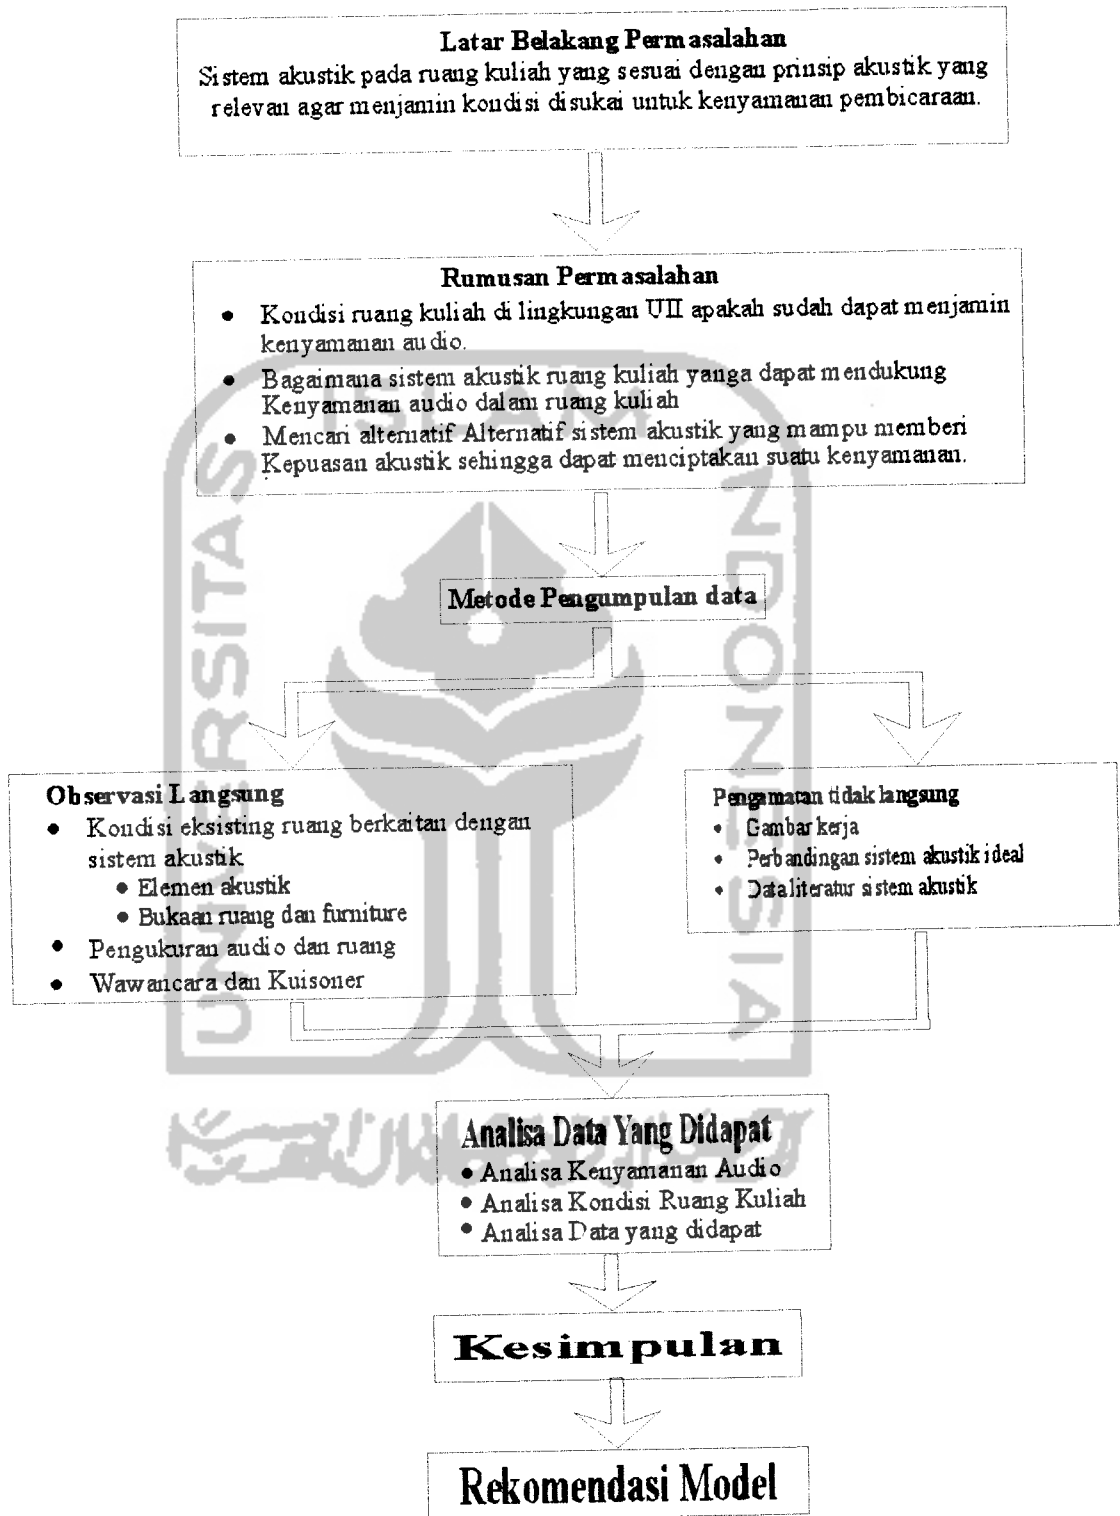 Latar Belakang Permasalahan
Sistem akustik pada ruang kuliah yang sesuai dengan prinsip akustik yang
relevan agar menjamin kondisi disukai untuk kenyamanan pembicaraan.
Rumusan Permasalahan
• Kondisi ruang kuliah di lingkungan UII apakah sudah dapat menjamin
kenyamanan audio.
• Bagaimana sistem akustik ruang kuliah yanga dapat mendukung
Kenyamanan audio dalam ruang kuliah
• Mencari alternatif Alternatif sistem akustik yang mampu memberi
Kepuasan akustik sehingga dapat menciptakan suatu kenyamanan.
Metode Pengumpulan data
Observasi Langsung
• Kondisi eksisting ruang berkaitan dengan
sistem akustik
• Elemen akustik
• Bukaan ruang dan furniture
• Pengukuran audio dan ruang
• Wawancara dan Kuisoner
Pengamatan tidak langsung
• Gambar kerja
• Perbandingan sistem akustik ideal
• Data literatur sistem akustik
Analisa Data Yang Didapat
• Analisa Kenyamanan Audio
• Analisa Kondisi Ruang Kuliah
• Analisa Data yang didapat
Kesimpulan
Rekomendasi Model
UNIVERSITAS
ISLAM
INDONESIA